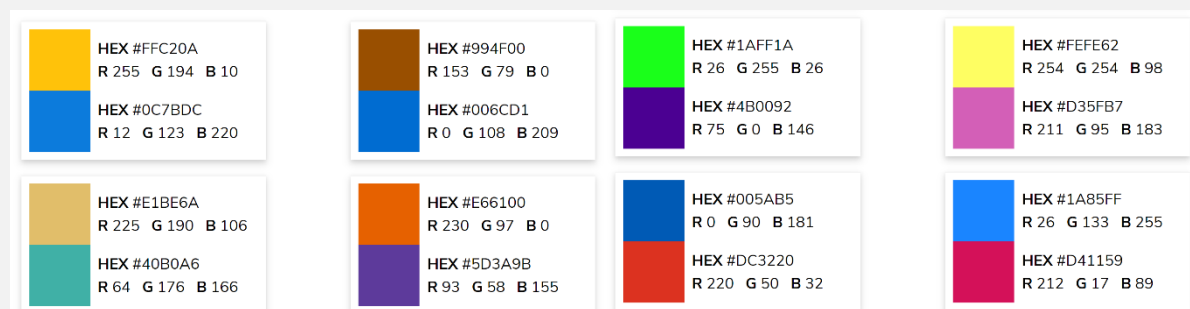 HEX #FFC20A
R 255 G 194 B 10
HEX #0C7BDC
R 12 G 123 B 220
HEX #994F00
R 153 G 79 B 0
HEX #006CD1
R 0 G 108 B 209
HEX #1AFF1A
R 26 G 255 B 26
HEX #4B0092
R 75 G 0 B 146
HEX #FEFE62
R 254 G 254 B 98
HEX #D35FB7
R 211 G 95 B 183
HEX #E1BE6A
R 225 G 190 B 106
HEX #40B0A6
R 64 G 176 B 166
HEX #E66100
R 230 G 97 B 0
HEX #5D3A9B
R 93 G 58 B 155
HEX #005AB5
R 0 G 90 B 181
HEX #DC3220
R 220 G 50 B 32
HEX #1A85FF
R 26 G 133 B 255
HEX #D41159
R 212 G 17 B 89